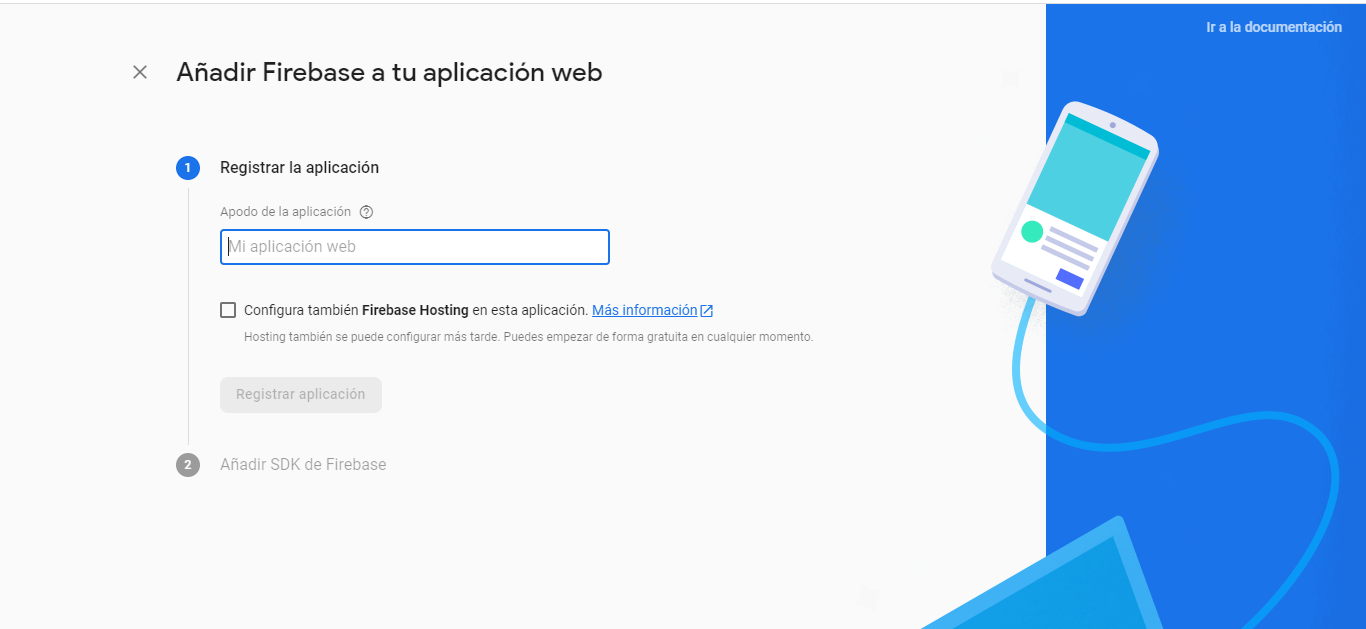 Ir a la documentación
Añadir Firebase a tu aplicación web
1 Registrar la aplicación
Apodo de la aplicación ?
Mi aplicación web
Configura también Firebase Hosting en esta aplicación. Más información
Hosting también se puede configurar más tarde. Puedes empezar de forma gratuita en cualquier momento.
Registrar aplicación
2 Añadir SDK de Firebase